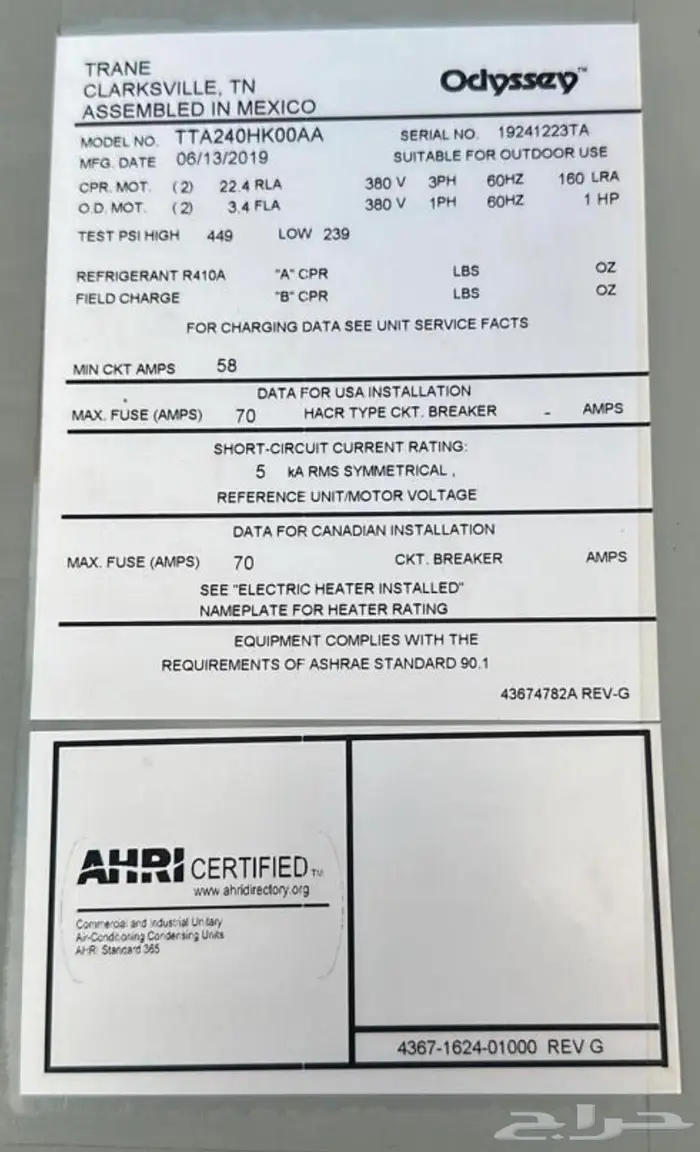 TRANE
CLARKSVILLE, TN
ASSEMBLED IN MEXICO
Odyssey™
MODEL NO. TTA240HK00AA SERIAL NO. 19241223TA
MFG. DATE 06/13/2019 SUITABLE FOR OUTDOOR USE
CPR. MOT. (2) 22.4 RLA 380 V 3PH 60HZ 160 LRA
O.D. MOT. (2) 3.4 FLA 380 V 1PH 60HZ 1 HP
TEST PSI HIGH 449 LOW 239
REFRIGERANT R410A "A" CPR LBS OZ
FIELD CHARGE "B" CPR LBS OZ
FOR CHARGING DATA SEE UNIT SERVICE FACTS
MIN CKT AMPS 58
DATA FOR USA INSTALLATION
MAX. FUSE (AMPS) 70 HACR TYPE CKT. BREAKER - AMPS
SHORT-CIRCUIT CURRENT RATING:
5 kA RMS SYMMETRICAL ,
REFERENCE UNIT/MOTOR VOLTAGE
DATA FOR CANADIAN INSTALLATION
MAX. FUSE (AMPS) 70 CKT. BREAKER AMPS
SEE "ELECTRIC HEATER INSTALLED"
NAMEPLATE FOR HEATER RATING
EQUIPMENT COMPLIES WITH THE
REQUIREMENTS OF ASHRAE STANDARD 90.1
43674782A REV-G
AHRI CERTIFIED™
www.ahridirectory.org
Commercial and Industrial Unitary
Air-Conditioning Condensing Units
AHRI Standard 365
4367-1624-01000 REV G
حراج